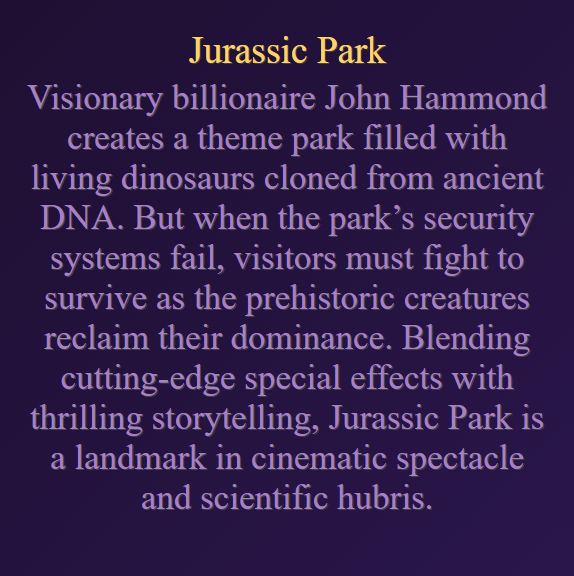 Jurassic Park
Visionary billionaire John Hammond
creates a theme park filled with
living dinosaurs cloned from ancient
DNA. But when the park’s security
systems fail, visitors must fight to
survive as the prehistoric creatures
reclaim their dominance. Blending
cutting-edge special effects with
thrilling storytelling, Jurassic Park is
a landmark in cinematic spectacle
and scientific hubris.